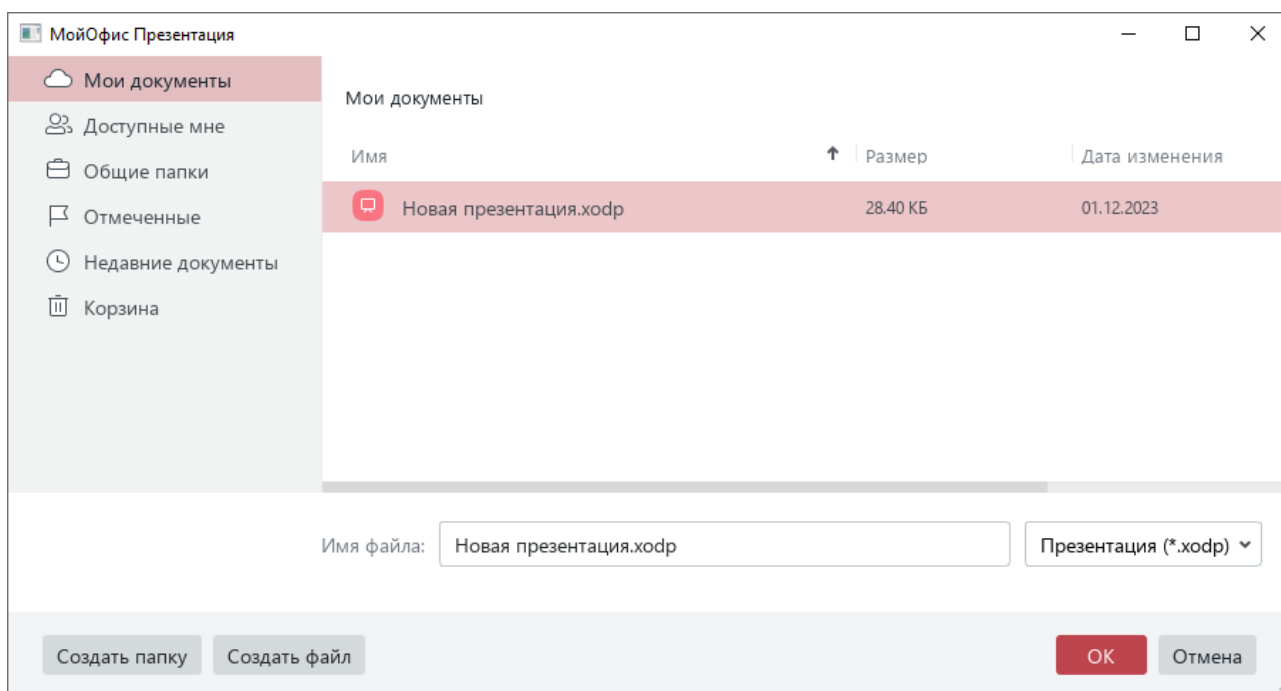 МойОфис Презентация
Мои документы
Доступные мне
Общие папки
Отмеченные
Недавние документы
Корзина
Мои документы
Имя Размер Дата изменения
Новая презентация.xodp 28.40 КБ 01.12.2023
Имя файла: Новая презентация.xodp Презентация (*.xodp)
Создать папку Создать файл ОК Отмена